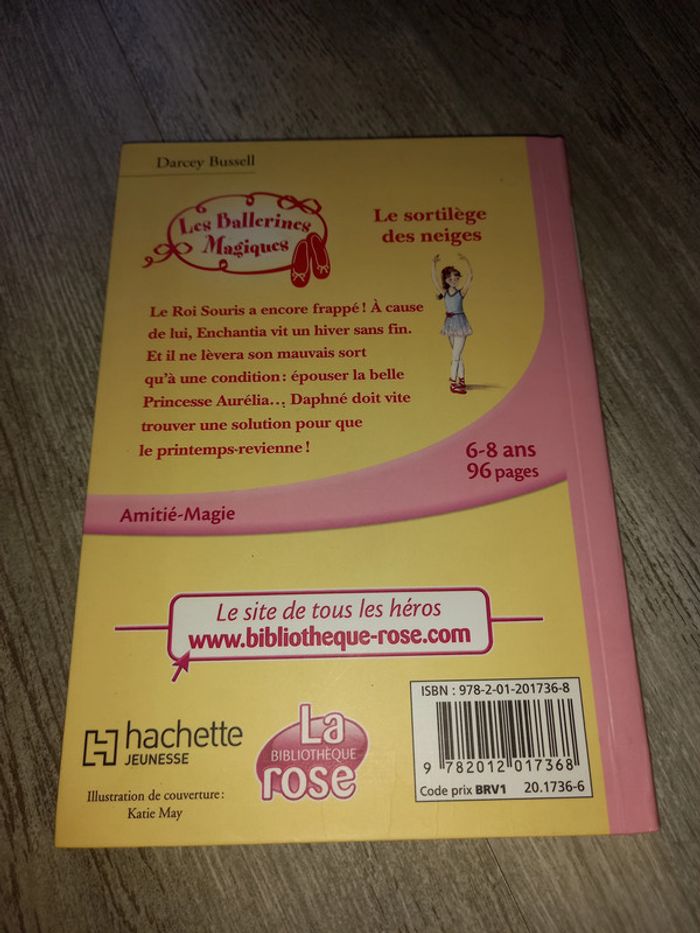 Darcey Bussell
Les Ballerines
Magiques
Le sortilège
des neiges
Le Roi Souris a encore frappé! À cause
de lui, Enchantia vit un hiver sans fin.
Et il ne lèvera son mauvais sort
qu'à une condition: épouser la belle
Princesse Aurélia... Daphné doit vite
trouver une solution pour que
le printemps revienne!
6-8 ans
96 pages
Amitié-Magie
Le site de tous les héros
www.bibliotheque-rose.com
hachette
JEUNESSE
La
BIBLIOTHÈQUE
rose
Illustration de couverture:
Katie May
ISBN : 978-2-01-201736-8
9 782012 017368
Code prix BRV1 20.1736-6